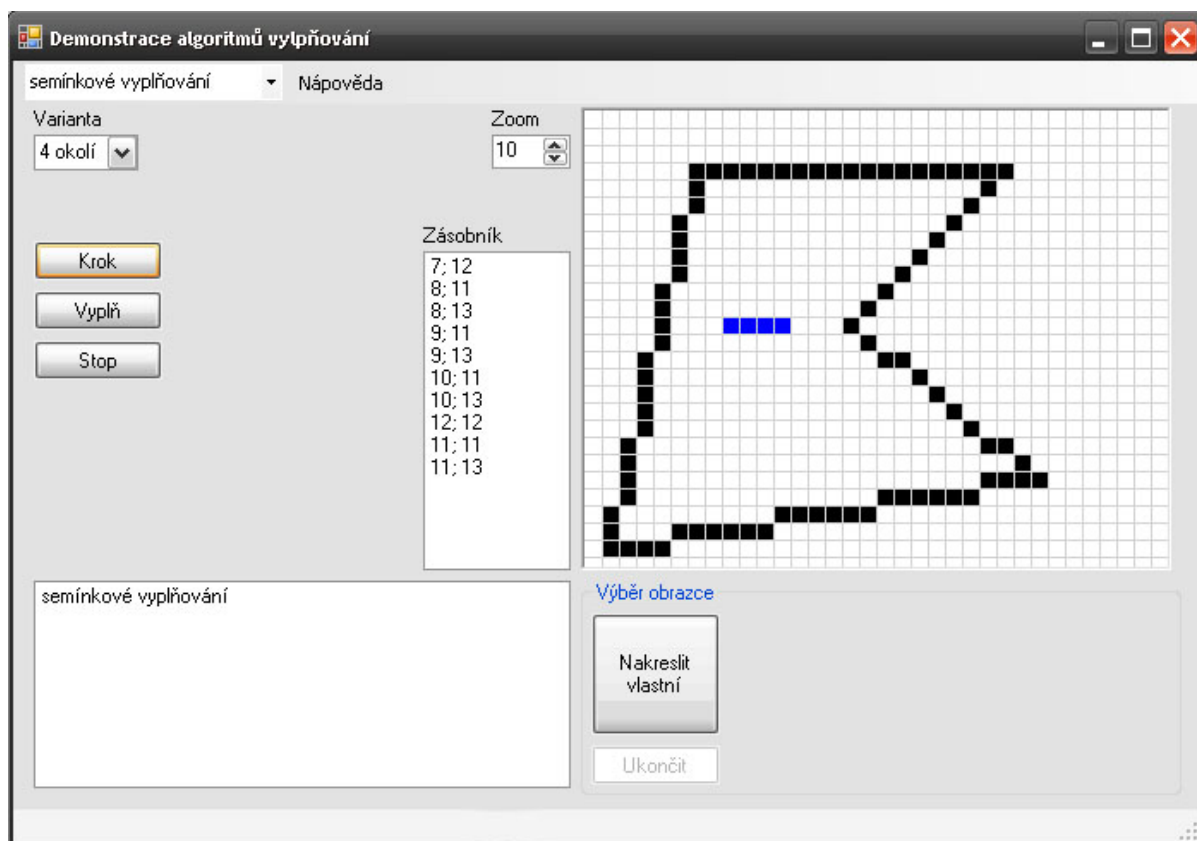 Demonstrace algoritmů vylpňování
semínkové vyplňování Nápověda
Varianta
4 okolí
Zoom
10
Krok
Vyplň
Stop
Zásobník
7; 12
8; 11
8; 13
9; 11
9; 13
10; 11
10; 13
12; 12
11; 11
11; 13
semínkové vyplňování
Výběr obrazce
Nakreslit
vlastní
Ukončit